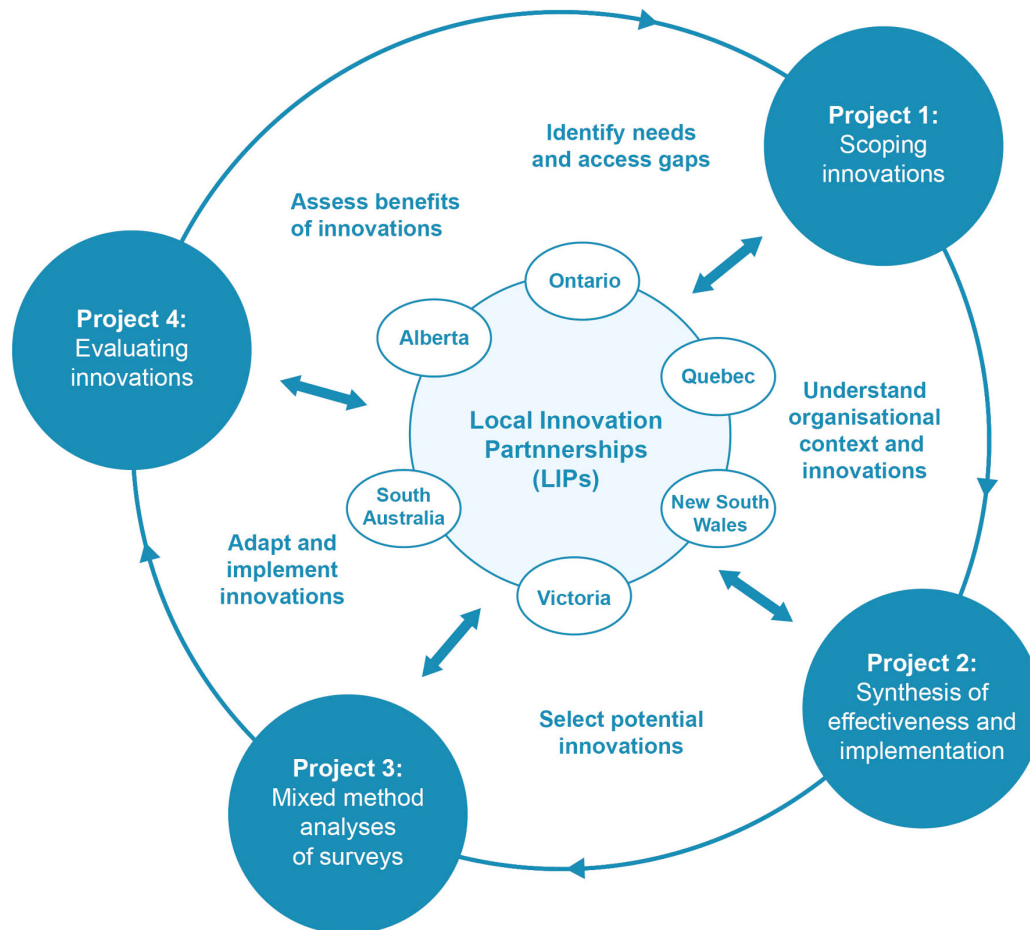 Project 1:
Scoping
innovations
Identify needs
and access gaps
Assess benefits
of innovations
Ontario
Project 4:
Evaluating
innovations
Alberta
Quebec
Local Innovation
Partnnerships
(LIPs)
Understand
organisational
context and
innovations
South
Australia
New South
Wales
Adapt and
implement
innovations
Victoria
Project 2:
Synthesis of
effectiveness and
implementation
Select potential
innovations
Project 3:
Mixed method
analyses
of surveys